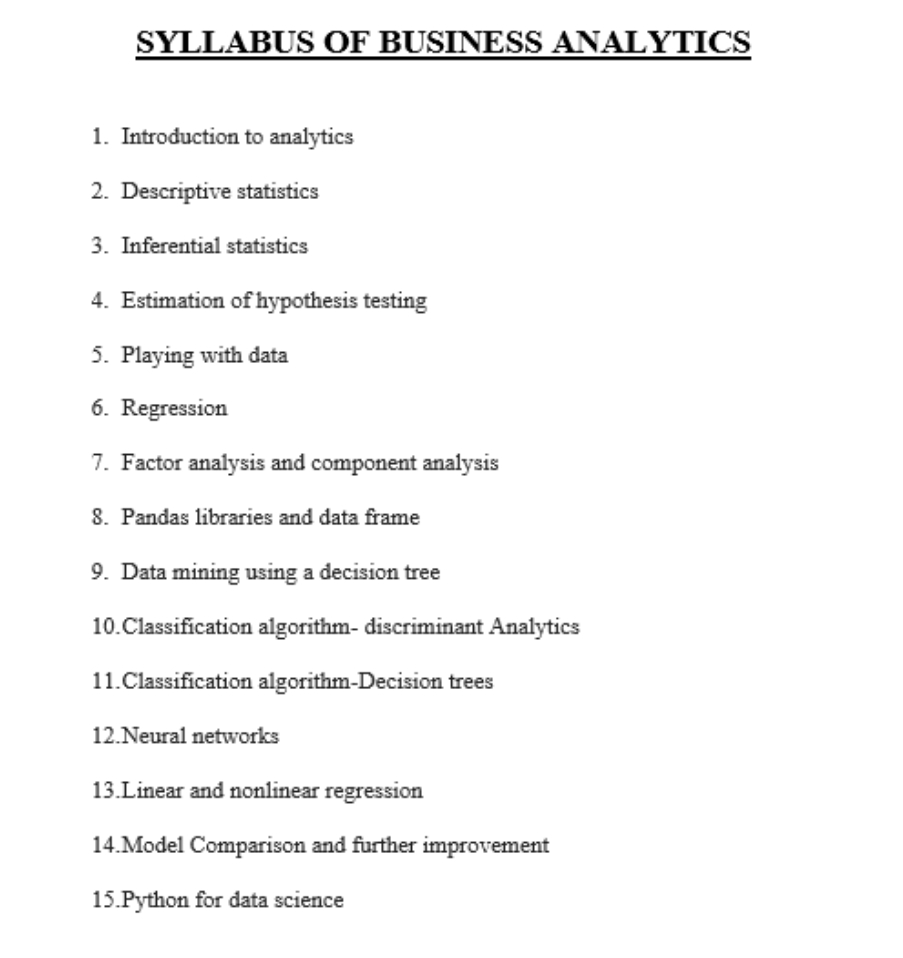 SYLLABUS OF BUSINESS ANALYTICS
1. Introduction to analytics
2. Descriptive statistics
3. Inferential statistics
4. Estimation of hypothesis testing
5. Playing with data
6. Regression
7. Factor analysis and component analysis
8. Pandas libraries and data frame
9. Data mining using a decision tree
10.Classification algorithm- discriminant Analytics
11.Classification algorithm-Decision trees
12.Neural networks
13.Linear and nonlinear regression
14.Model Comparison and further improvement
15.Python for data science